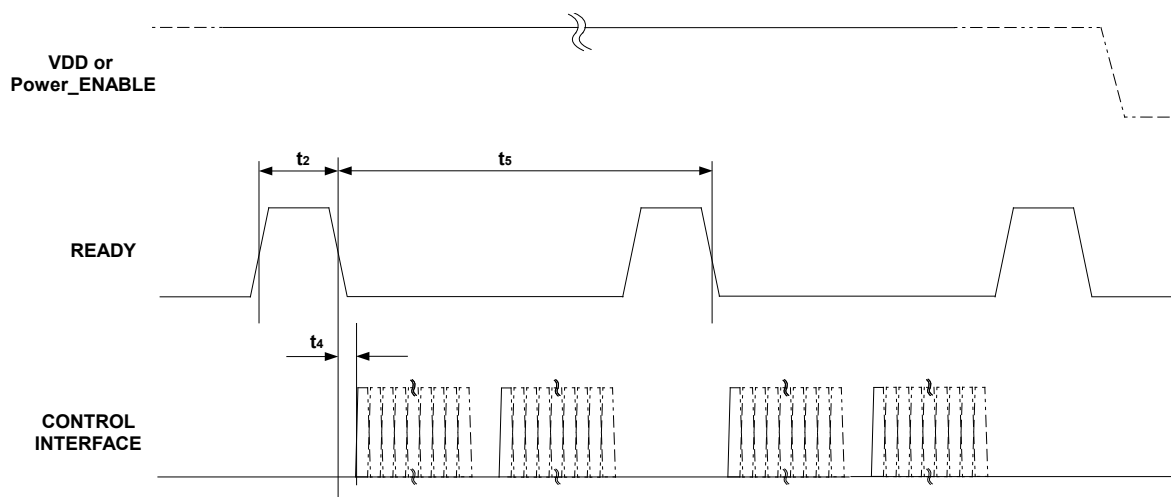 VDD or
Power_ENABLE
t2
t5
READY
t4
CONTROL
INTERFACE